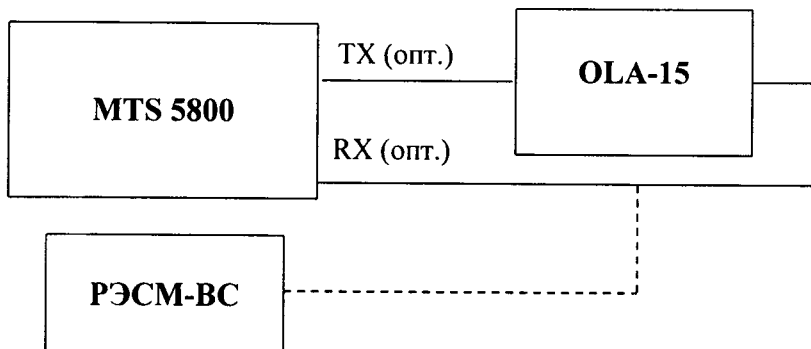 TX (опт.)
OLA-15
MTS 5800
RX (опт.)
РЭСМ-ВС